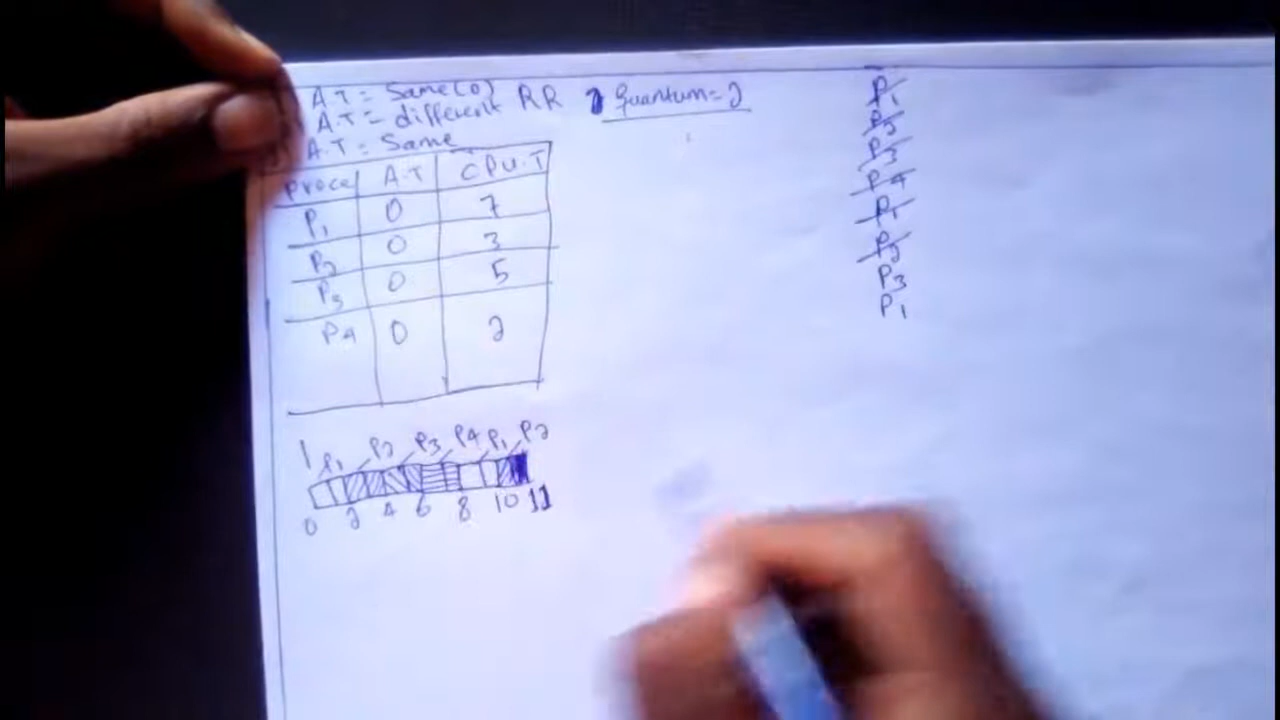 A.T = Same(0)
A.T = different RR Quantum=2
A.T: Same
Proce A.T CPU.T
P1 0 7
P2 0 3
P3 0 5
P4 0 2
P1 P2 P3 P4 P1 P2
0 2 4 6 8 10 11
P1
P2
P3
P4
P1
P2
P3
P1